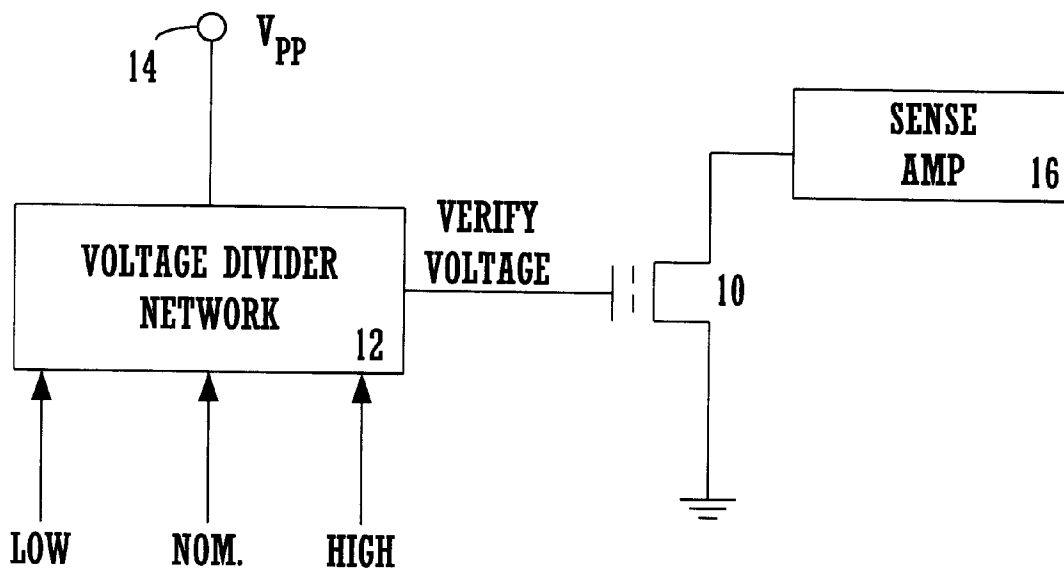 14
V_PP
SENSE
AMP
16
VERIFY
VOLTAGE
VOLTAGE DIVIDER
NETWORK
12
10
LOW
NOM.
HIGH